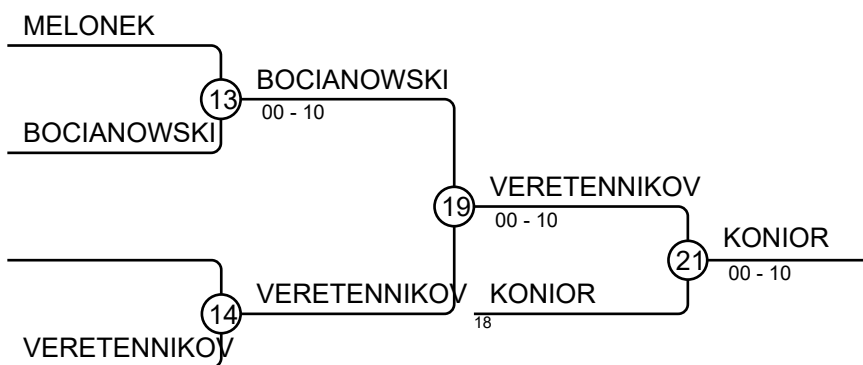 MELONEK
BOCIANOWSKI
13
00 - 10
BOCIANOWSKI
VERETENNIKOV
19
00 - 10
KONIOR
21
00 - 10
VERETENNIKOV
KONIOR
14
18
VERETENNIKOV